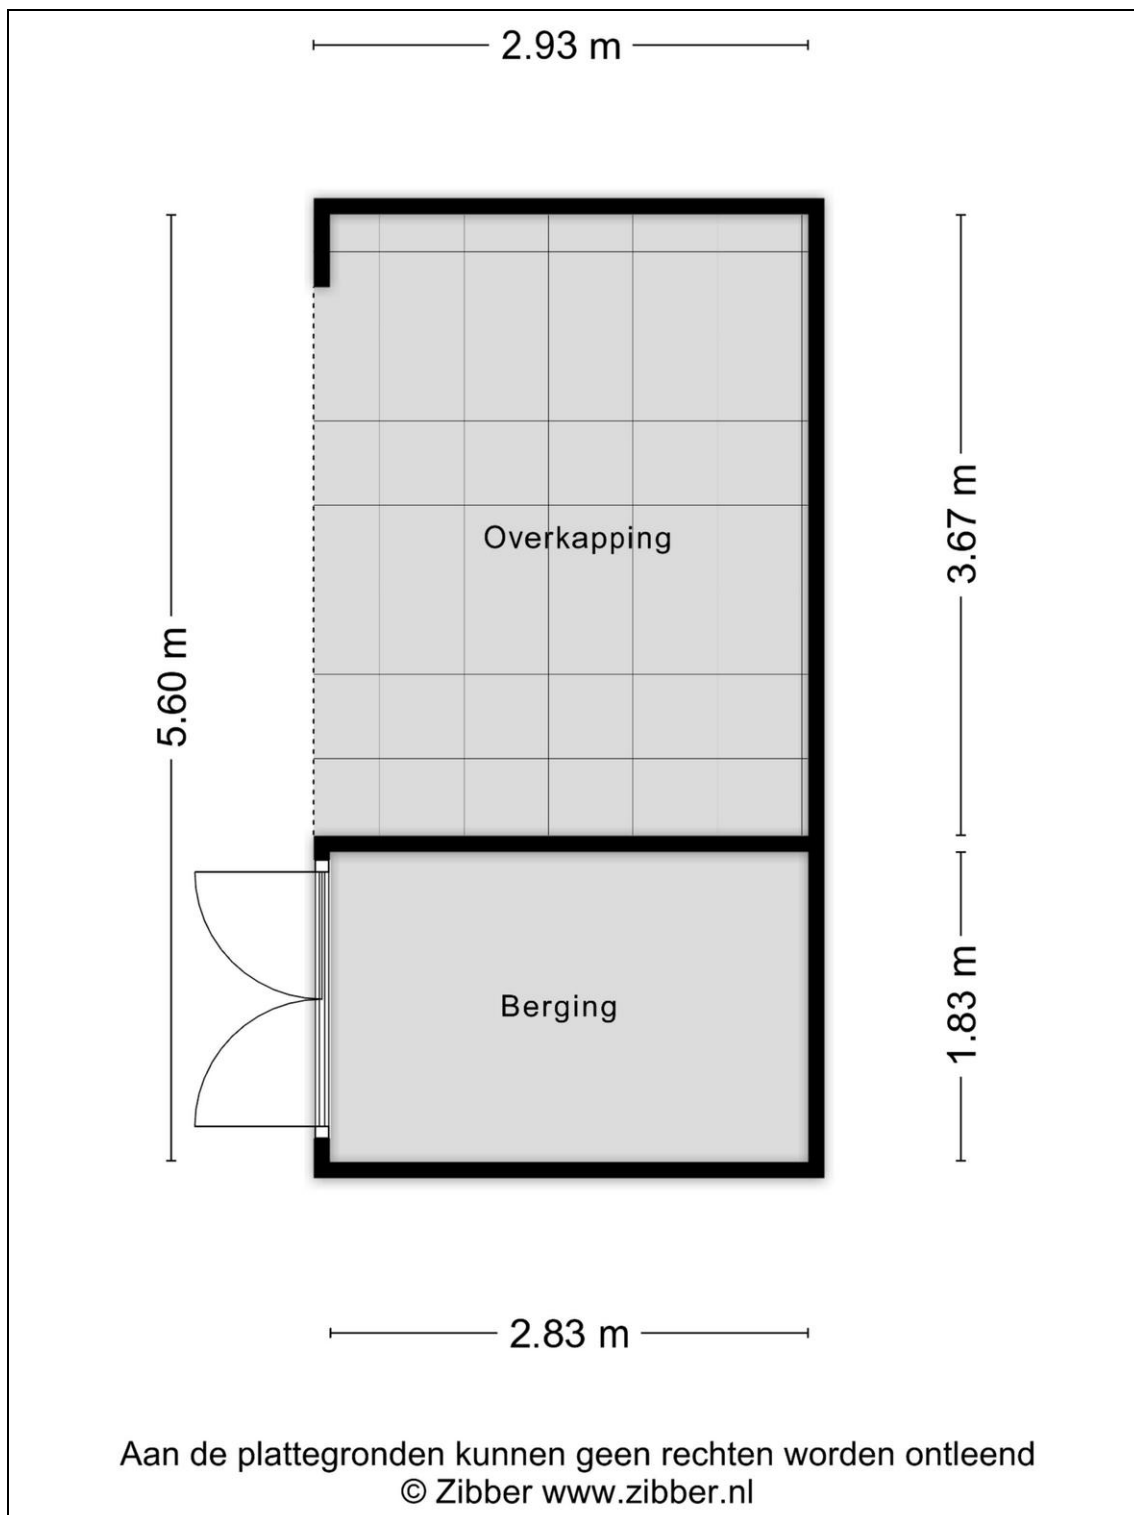 2.93 m
Overkapping
3.67 m
5.60 m
Berging
1.83 m
2.83 m
Aan de plattegronden kunnen geen rechten worden ontleend
© Zibber www.zibber.nl